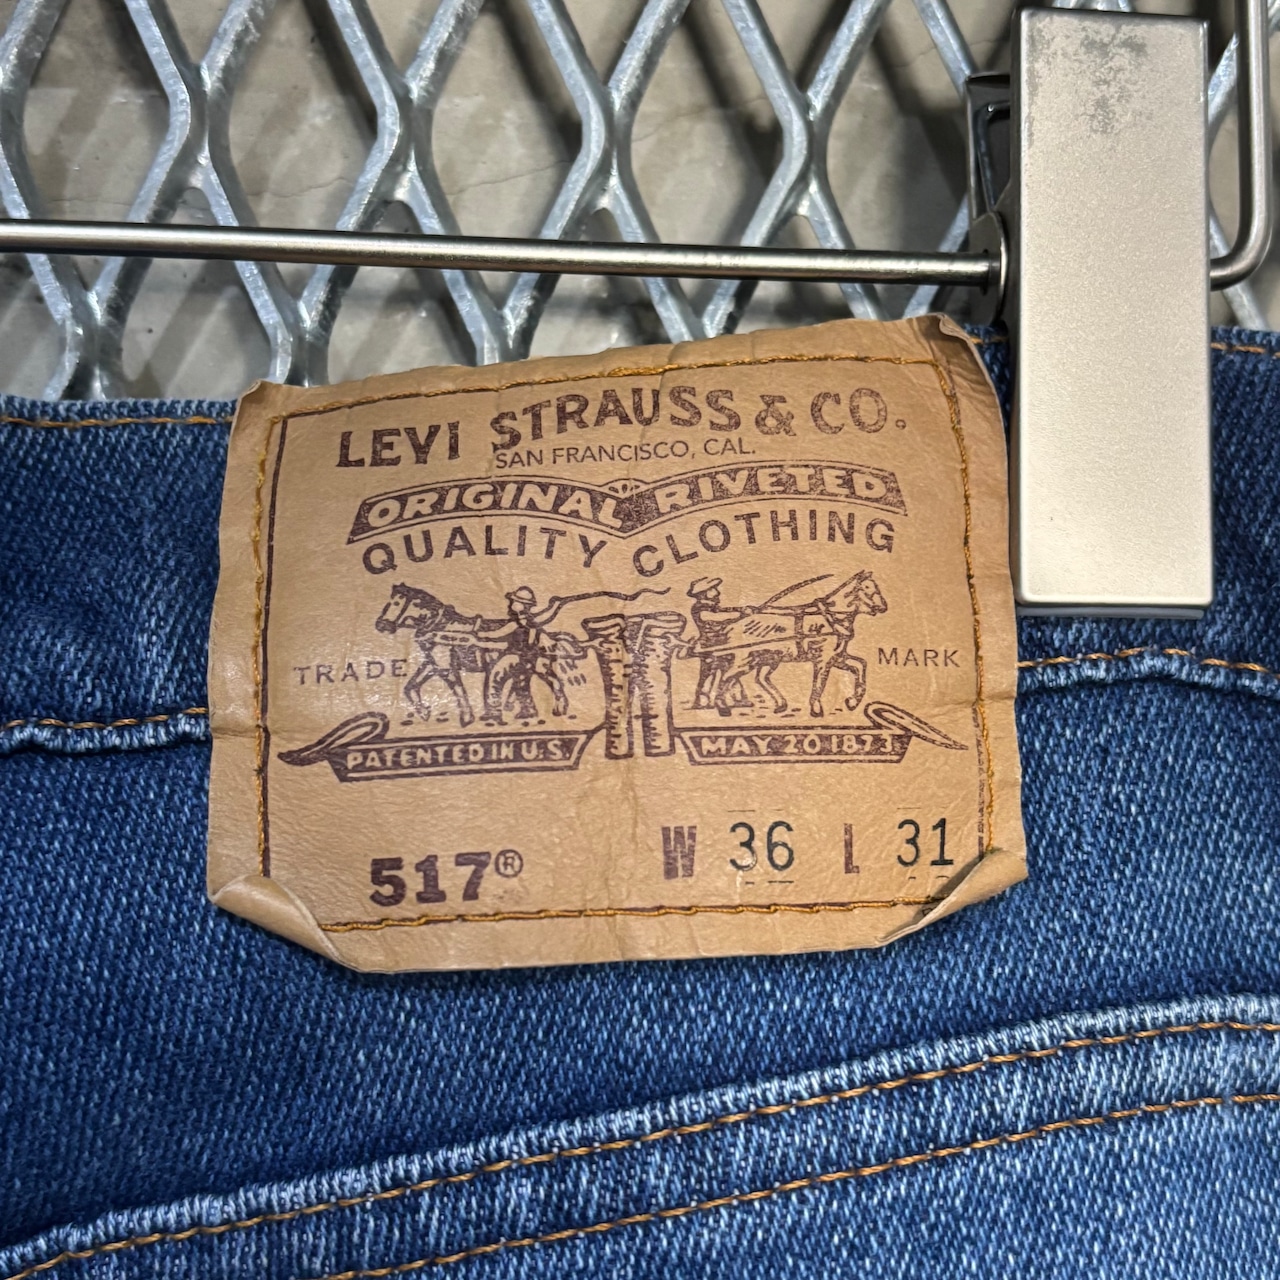 LEVI STRAUSS & CO.
SAN FRANCISCO, CAL.
ORIGINAL RIVETED
QUALITY CLOTHING
TRADE MARK
PATENTED IN U.S. MAY 20 1873
517® W 36 L 31